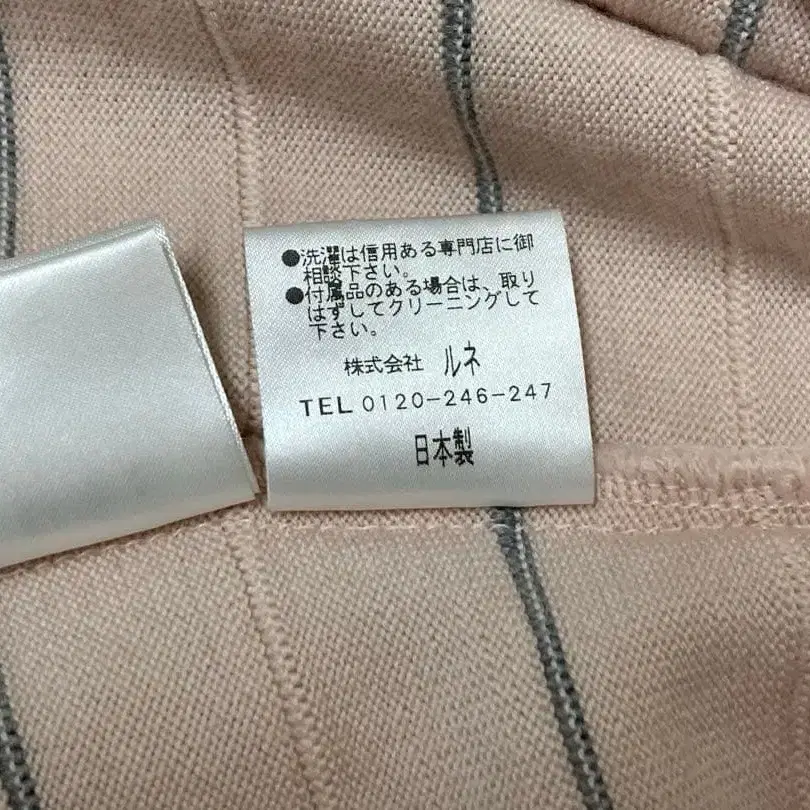 ●洗濯は信用ある専門店に御
相談下さい。
●付属品のある場合は、取り
はずしてクリーニングして
下さい。
株式会社 ルネ
TEL 0120-246-247
日本製